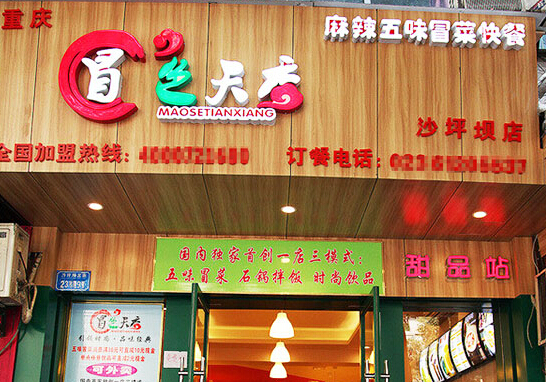 重庆
冒色天香
MAOSETIANXIANG
麻辣五味冒菜快餐
沙坪坝店
全国加盟热线：
订餐电话：
国内独家首创一店三模式：
五味冒菜 石锅拌饭 时尚饮品
甜品站
冒色天香
可外卖